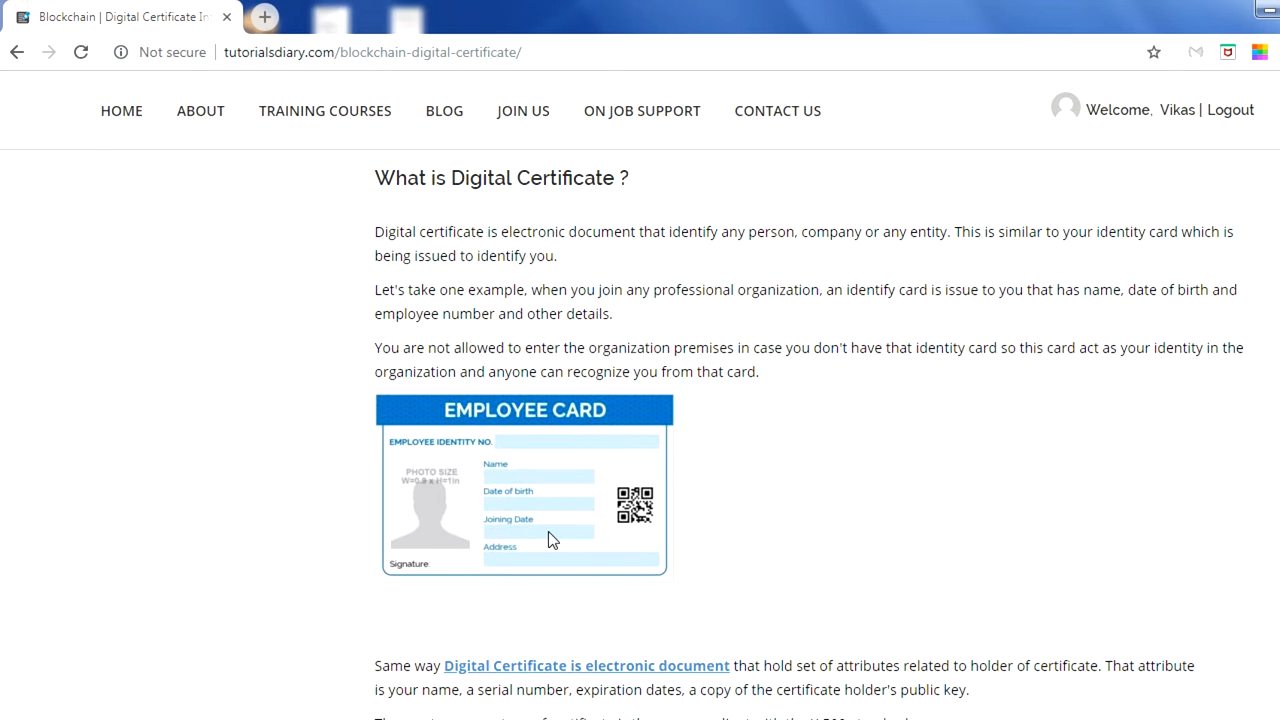 Blockchain | Digital Certificate In
Not secure
tutorialsdiary.com/blockchain-digital-certificate/
HOME ABOUT TRAINING COURSES BLOG JOIN US ON JOB SUPPORT CONTACT US
Welcome, Vikas | Logout
What is Digital Certificate ?
Digital certificate is electronic document that identify any person, company or any entity. This is similar to your identity card which is
being issued to identify you.
Let's take one example, when you join any professional organization, an identify card is issue to you that has name, date of birth and
employee number and other details.
You are not allowed to enter the organization premises in case you don't have that identity card so this card act as your identity in the
organization and anyone can recognize you from that card.
EMPLOYEE CARD
EMPLOYEE IDENTITY NO.
PHOTO SIZE
W=0.8 x H=1in
Name
Date of birth
Joining Date
Address
Signature:
Same way Digital Certificate is electronic document that hold set of attributes related to holder of certificate. That attribute
is your name, a serial number, expiration dates, a copy of the certificate holder's public key.